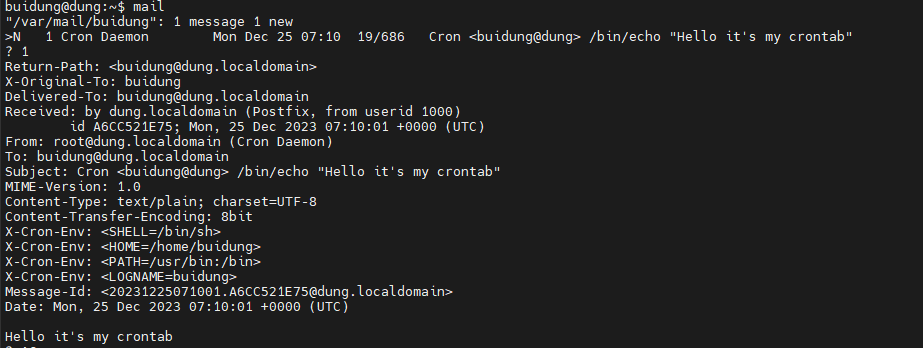 buidung@dung:~$ mail
"/var/mail/buidung": 1 message 1 new
>N   1 Cron Daemon        Mon Dec 25 07:10  19/686   Cron <buidung@dung> /bin/echo "Hello it's my crontab"
? 1
Return-Path: <buidung@dung.localdomain>
X-Original-To: buidung
Delivered-To: buidung@dung.localdomain
Received: by dung.localdomain (Postfix, from userid 1000)
        id A6CC521E75; Mon, 25 Dec 2023 07:10:01 +0000 (UTC)
From: root@dung.localdomain (Cron Daemon)
To: buidung@dung.localdomain
Subject: Cron <buidung@dung> /bin/echo "Hello it's my crontab"
MIME-Version: 1.0
Content-Type: text/plain; charset=UTF-8
Content-Transfer-Encoding: 8bit
X-Cron-Env: <SHELL=/bin/sh>
X-Cron-Env: <HOME=/home/buidung>
X-Cron-Env: <PATH=/usr/bin:/bin>
X-Cron-Env: <LOGNAME=buidung>
Message-Id: <20231225071001.A6CC521E75@dung.localdomain>
Date: Mon, 25 Dec 2023 07:10:01 +0000 (UTC)

Hello it's my crontab